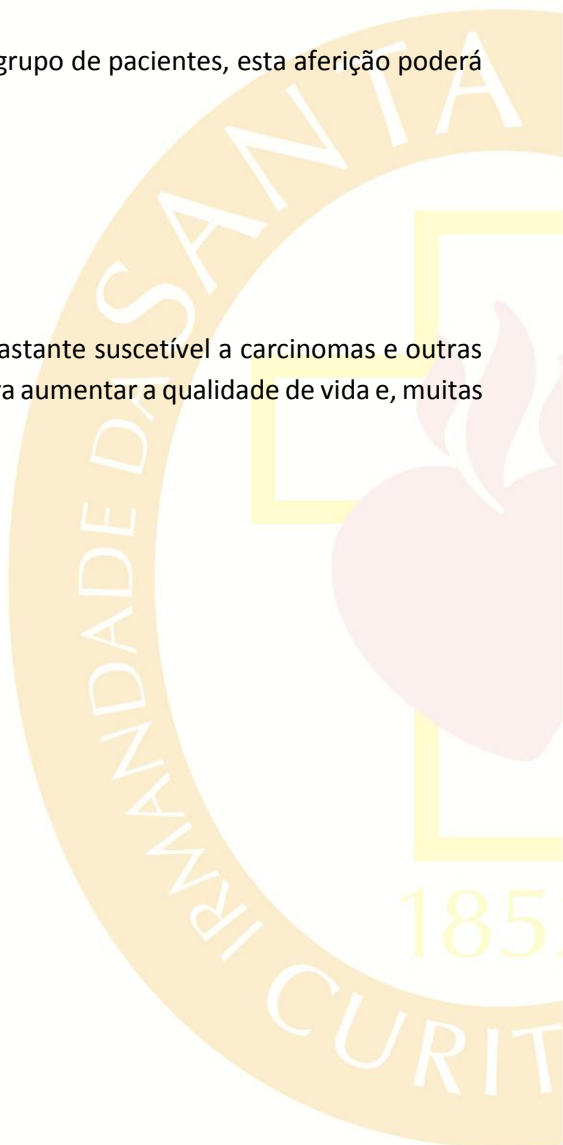 grupo de pacientes, esta aferição poderá
astante suscetível a carcinomas e outras
a aumentar a qualidade de vida e, muitas
IRMANDADE DA SANTA
185
CURIT